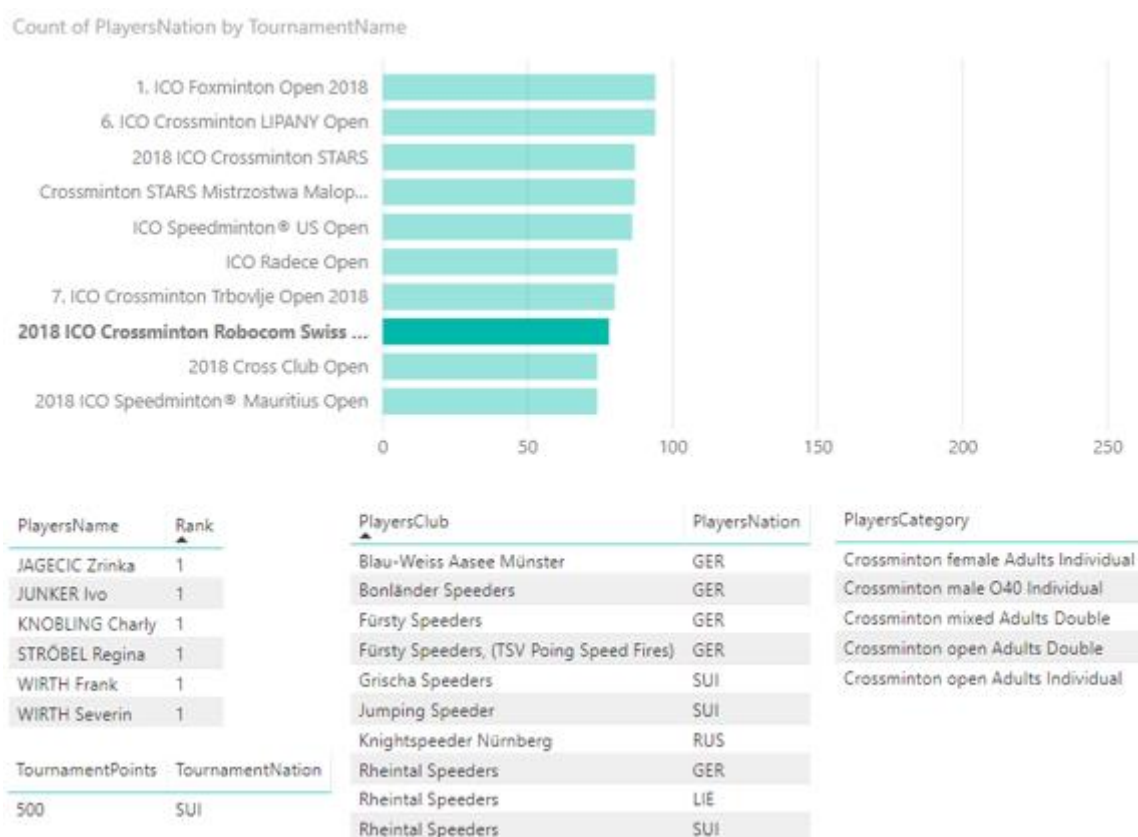 Count of PlayersNation by TournamentName
1. ICO Foxminton Open 2018
6. ICO Crossminton LIPANY Open
2018 ICO Crossminton STARS
Crossminton STARS Mistrzostwa Malop...
ICO Speedminton® US Open
ICO Radece Open
7. ICO Crossminton Trbovlje Open 2018
2018 ICO Crossminton Robocom Swiss ...
2018 Cross Club Open
2018 ICO Speedminton® Mauritius Open
0 50 100 150 200 250
PlayersName Rank
JAGECIC Zrinka 1
JUNKER Ivo 1
KNOBLING Charly 1
STRÖBEL Regina 1
WIRTH Frank 1
WIRTH Severin 1
TournamentPoints TournamentNation
500 SUI
PlayersClub PlayersNation
Blau-Weiss Aasee Münster GER
Bonländer Speeders GER
Fürsty Speeders GER
Fürsty Speeders, (TSV Poing Speed Fires) GER
Grischa Speeders SUI
Jumping Speeder SUI
Knightspeeder Nürnberg RUS
Rheintal Speeders GER
Rheintal Speeders LIE
Rheintal Speeders SUI
PlayersCategory
Crossminton female Adults Individual
Crossminton male O40 Individual
Crossminton mixed Adults Double
Crossminton open Adults Double
Crossminton open Adults Individual